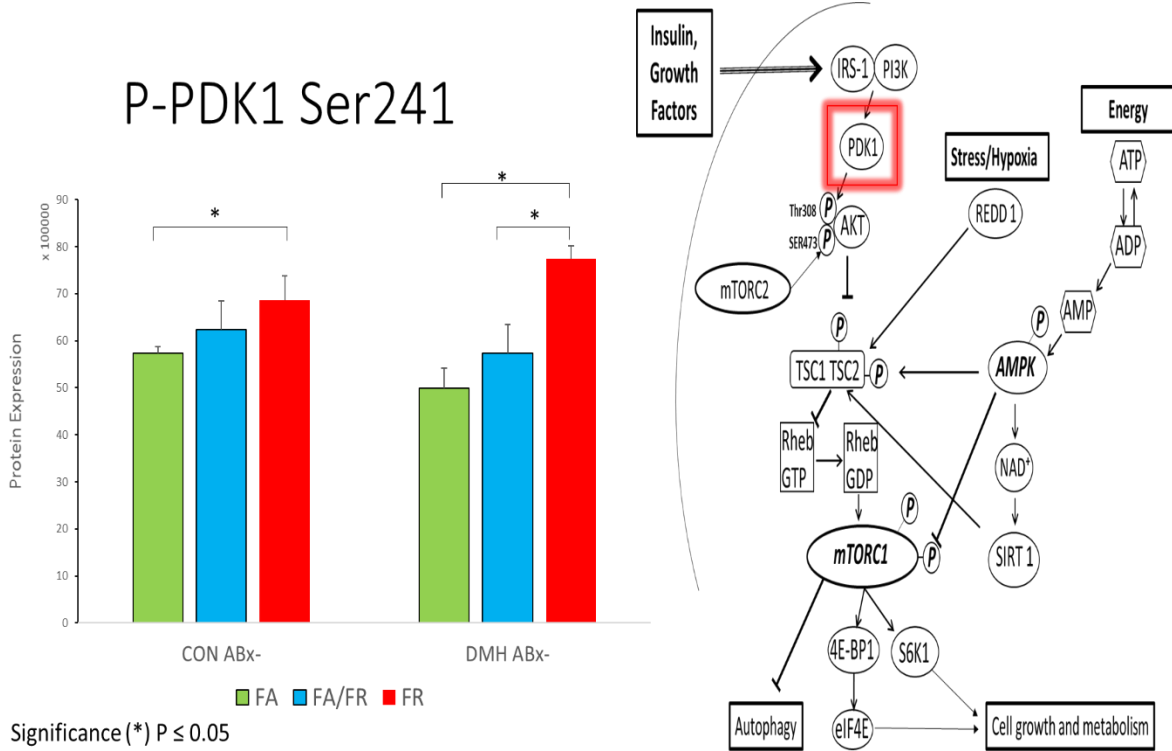 P-PDK1 Ser241
x 100000
Protein Expression
90
80
70
60
50
40
30
20
10
0
*
*
*
CON ABx-
DMH ABx-
FA
FA/FR
FR
Significance (*) P ≤ 0.05
Insulin,
Growth
Factors
IRS-1
PI3K
PDK1
Thr308
P
SER473
P
AKT
mTORC2
Stress/Hypoxia
REDD 1
Energy
ATP
ADP
AMP
P
AMPK
P
TSC1 TSC2
P
Rheb
GTP
Rheb
GDP
NAD+
SIRT 1
P
mTORC1
P
4E-BP1
S6K1
Autophagy
eIF4E
Cell growth and metabolism